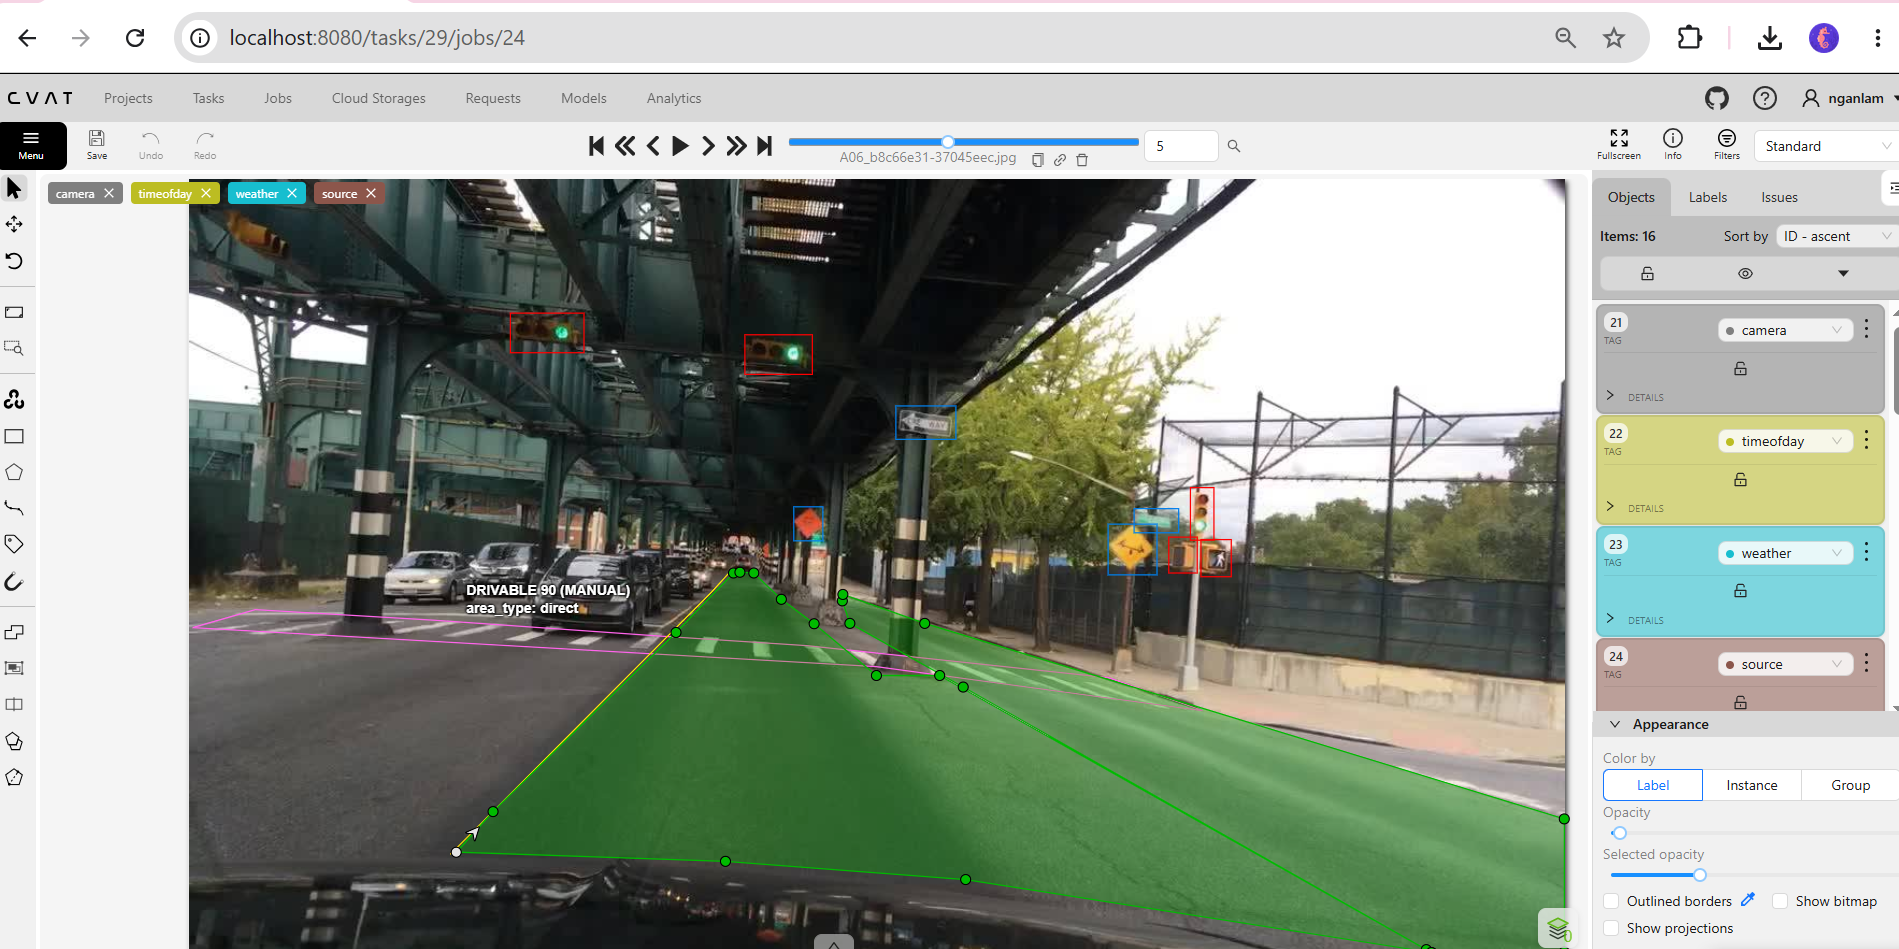 localhost:8080/tasks/29/jobs/24
CVAT Projects Tasks Jobs Cloud Storages Requests Models Analytics nganlam
Menu Save Undo Redo A06_b8c66e31-37045eec.jpg 5 Fullscreen Info Filters Standard
camera timeofday weather source
Objects Labels Issues
Items: 16 Sort by ID - ascent
21 camera
TAG
DETAILS
22 timeofday
TAG
DETAILS
23 weather
TAG
DETAILS
24 source
TAG
WAY
DRIVABLE 90 (MANUAL)
area_type: direct
Appearance
Color by
Label Instance Group
Opacity
Selected opacity
Outlined borders Show bitmap
Show projections
0